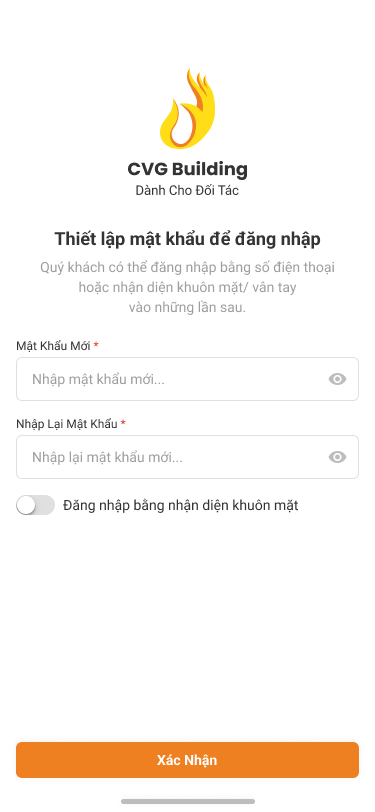 CVG Building
Dành Cho Đối Tác
Thiết lập mật khẩu để đăng nhập
Quý khách có thể đăng nhập bằng số điện thoại
hoặc nhận diện khuôn mặt/ vân tay
vào những lần sau.
Mật Khẩu Mới *
Nhập mật khẩu mới...
Nhập Lại Mật Khẩu *
Nhập lại mật khẩu mới...
Đăng nhập bằng nhận diện khuôn mặt
Xác Nhận